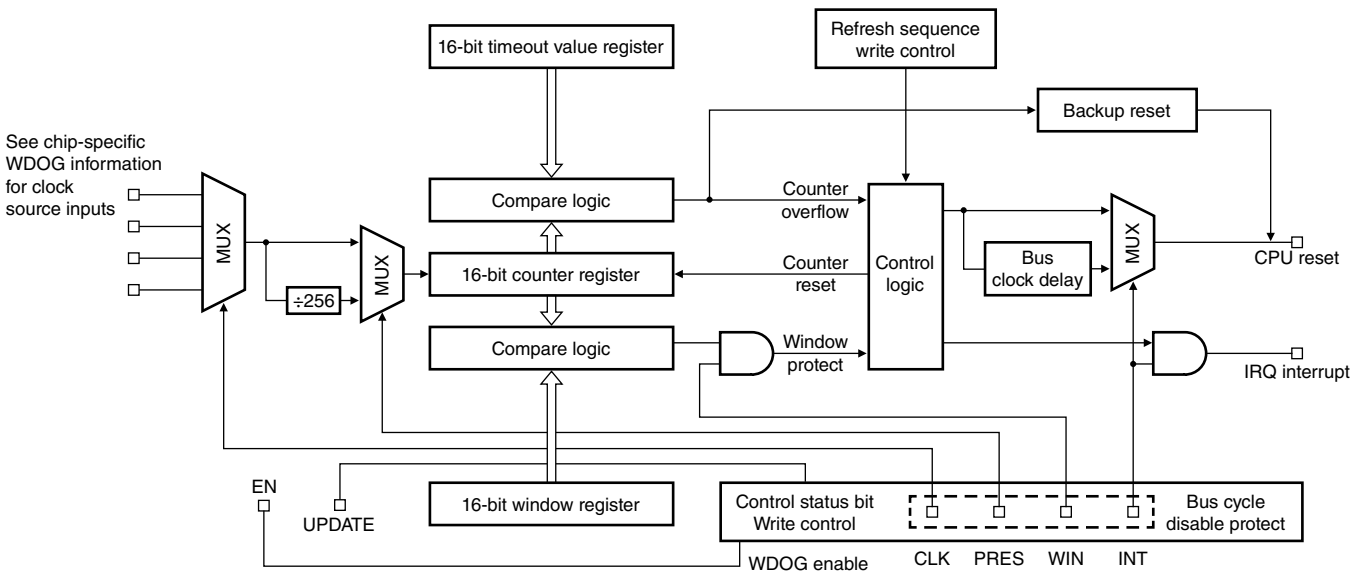 16-bit timeout value register
Refresh sequence
write control
Backup reset
See chip-specific
WDOG information
for clock
source inputs
MUX
÷256
MUX
Compare logic
16-bit counter register
Compare logic
Counter
overflow
Counter
reset
Window
protect
Control
logic
Bus
clock delay
MUX
CPU reset
IRQ interrupt
EN
UPDATE
16-bit window register
Control status bit
Write control
Bus cycle
disable protect
WDOG enable
CLK
PRES
WIN
INT